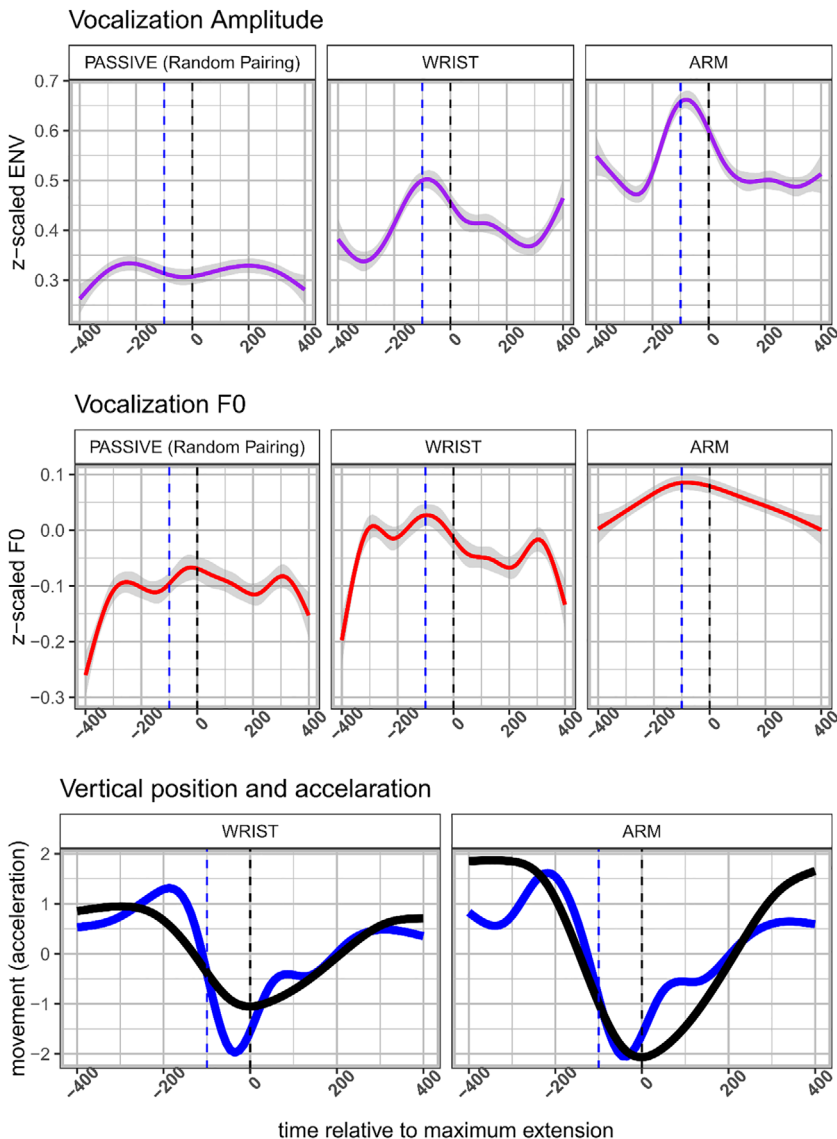 Vocalization Amplitude
PASSIVE (Random Pairing) WRIST ARM
z-scaled ENV
0.7
0.6
0.5
0.4
0.3
−400 −200 0 200 400 −400 −200 0 200 400 −400 −200 0 200 400
Vocalization F0
PASSIVE (Random Pairing) WRIST ARM
z-scaled F0
0.1
0.0
−0.1
−0.2
−0.3
−400 −200 0 200 400 −400 −200 0 200 400 −400 −200 0 200 400
Vertical position and accelaration
WRIST ARM
movement (acceleration)
2
1
0
−1
−2
−400 −200 0 200 400 −400 −200 0 200 400
time relative to maximum extension